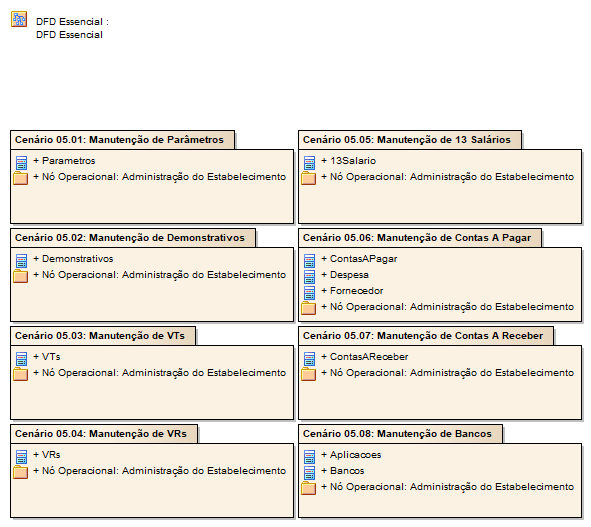 DFD Essencial :
DFD Essencial
Cenário 05.01: Manutenção de Parâmetros
+ Parametros
+ Nó Operacional: Administração do Estabelecimento
Cenário 05.02: Manutenção de Demonstrativos
+ Demonstrativos
+ Nó Operacional: Administração do Estabelecimento
Cenário 05.03: Manutenção de VTs
+ VTs
+ Nó Operacional: Administração do Estabelecimento
Cenário 05.04: Manutenção de VRs
+ VRs
+ Nó Operacional: Administração do Estabelecimento
Cenário 05.05: Manutenção de 13 Salários
+ 13Salario
+ Nó Operacional: Administração do Estabelecimento
Cenário 05.06: Manutenção de Contas A Pagar
+ ContasAPagar
+ Despesa
+ Fornecedor
+ Nó Operacional: Administração do Estabelecimento
Cenário 05.07: Manutenção de Contas A Receber
+ ContasAReceber
+ Nó Operacional: Administração do Estabelecimento
Cenário 05.08: Manutenção de Bancos
+ Aplicacoes
+ Bancos
+ Nó Operacional: Administração do Estabelecimento